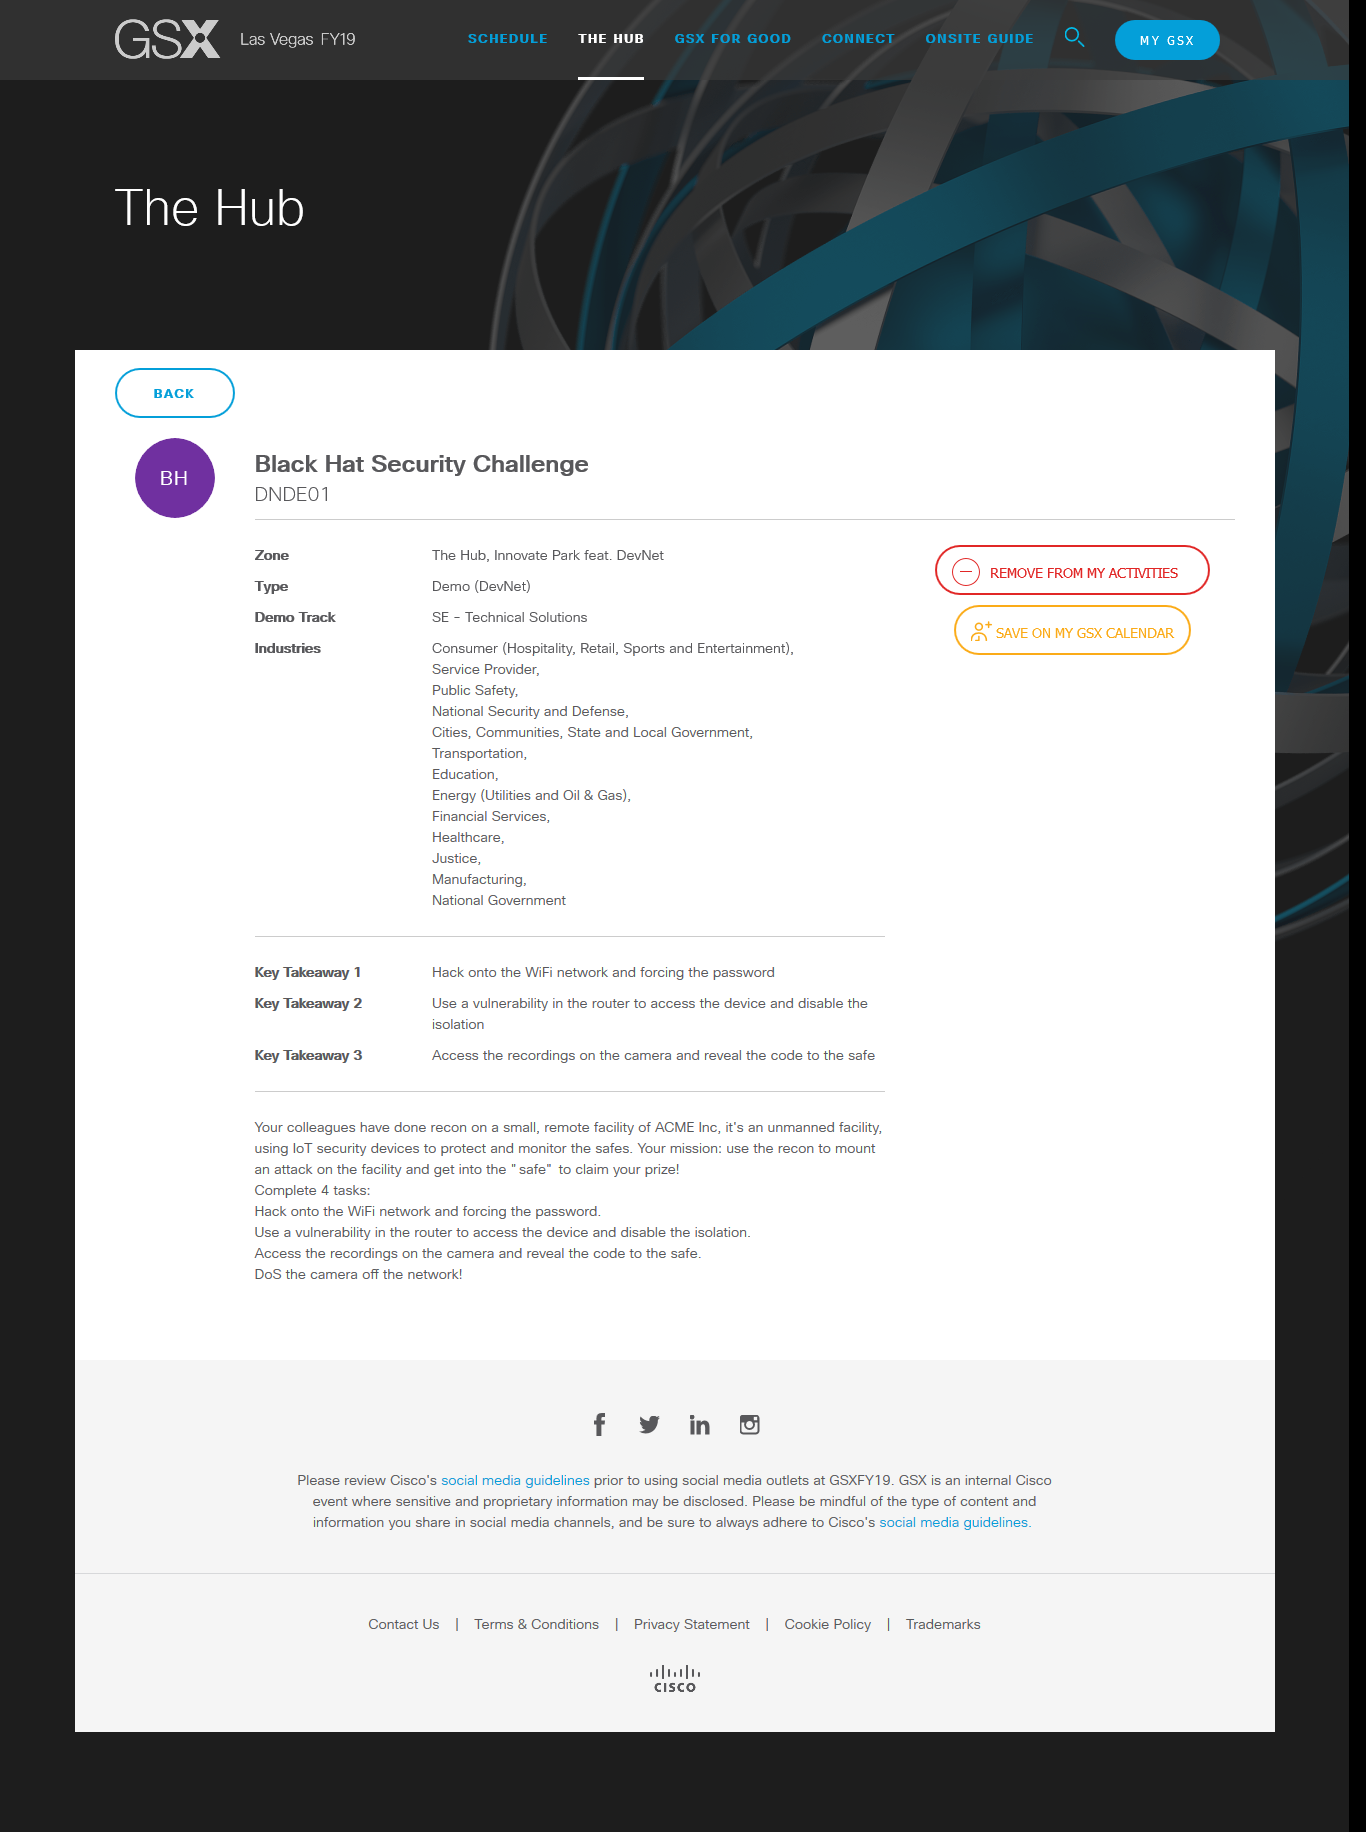 GSX Las Vegas FY19
SCHEDULE THE HUB GSX FOR GOOD CONNECT ONSITE GUIDE MY GSX
The Hub
BACK
BH
Black Hat Security Challenge
DNDE01
Zone The Hub, Innovate Park feat. DevNet
REMOVE FROM MY ACTIVITIES
Type Demo (DevNet)
Demo Track SE - Technical Solutions
SAVE ON MY GSX CALENDAR
Industries Consumer (Hospitality, Retail, Sports and Entertainment),
Service Provider,
Public Safety,
National Security and Defense,
Cities, Communities, State and Local Government,
Transportation,
Education,
Energy (Utilities and Oil & Gas),
Financial Services,
Healthcare,
Justice,
Manufacturing,
National Government
Key Takeaway 1 Hack onto the WiFi network and forcing the password
Key Takeaway 2 Use a vulnerability in the router to access the device and disable the
isolation
Key Takeaway 3 Access the recordings on the camera and reveal the code to the safe
Your colleagues have done recon on a small, remote facility of ACME Inc, it's an unmanned facility,
using IoT security devices to protect and monitor the safes. Your mission: use the recon to mount
an attack on the facility and get into the "safe" to claim your prize!
Complete 4 tasks:
Hack onto the WiFi network and forcing the password.
Use a vulnerability in the router to access the device and disable the isolation.
Access the recordings on the camera and reveal the code to the safe.
DoS the camera off the network!
Please review Cisco's social media guidelines prior to using social media outlets at GSXFY19. GSX is an internal Cisco
event where sensitive and proprietary information may be disclosed. Please be mindful of the type of content and
information you share in social media channels, and be sure to always adhere to Cisco's social media guidelines.
Contact Us | Terms & Conditions | Privacy Statement | Cookie Policy | Trademarks
CISCO